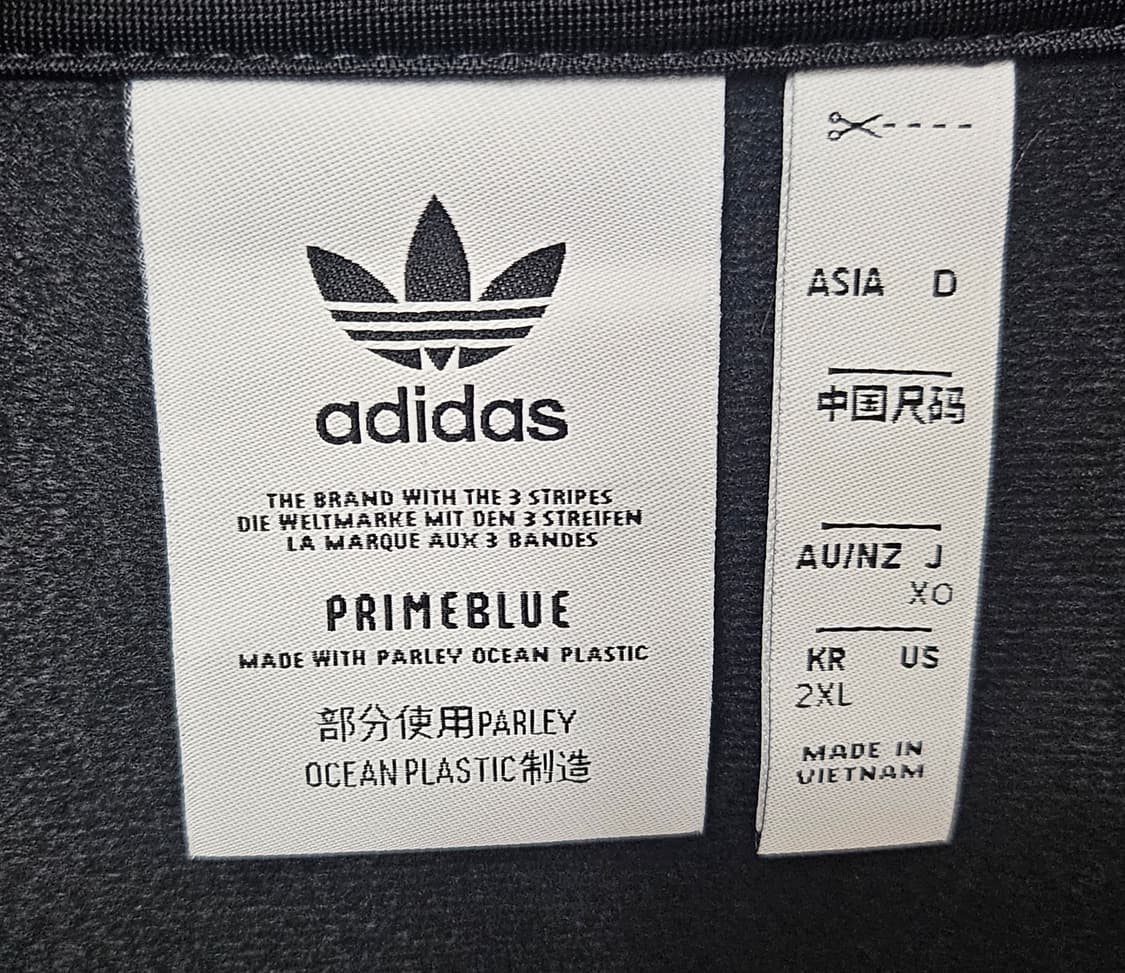 adidas
THE BRAND WITH THE 3 STRIPES
DIE WELTMARKE MIT DEN 3 STREIFEN
LA MARQUE AUX 3 BANDES
PRIMEBLUE
MADE WITH PARLEY OCEAN PLASTIC
部分使用PARLEY
OCEAN PLASTIC制造
ASIA D
中国尺码
AU/NZ J
XO
KR US
2XL
MADE IN
VIETNAM